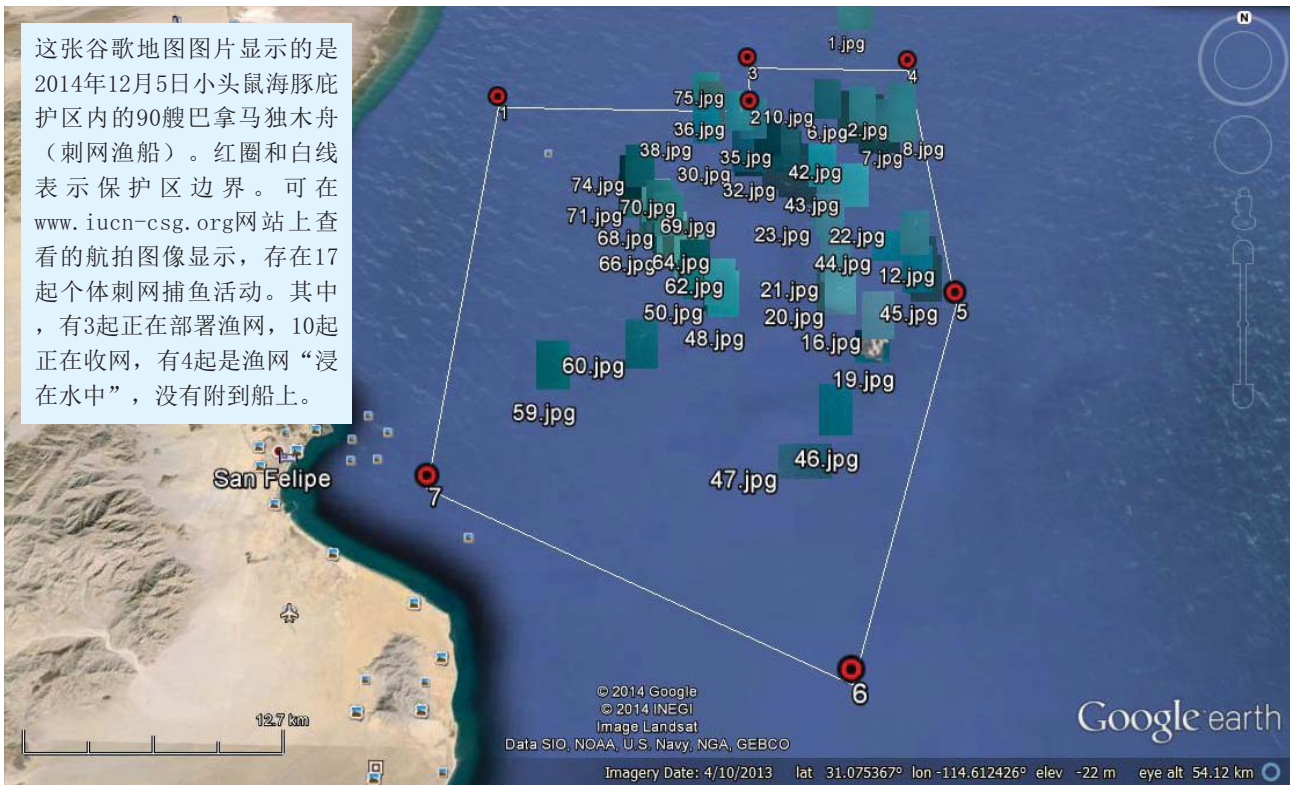 这张谷歌地图图片显示的是
2014年12月5日小头鼠海豚庇
护区内的90艘巴拿马独木舟
（刺网渔船）。红圈和白线
表示保护区边界。可在
www.iucn-csg.org网站上查
看的航拍图像显示，存在17
起个体刺网捕鱼活动。其中
，有3起正在部署渔网，10起
正在收网，有4起是渔网“浸
在水中”，没有附到船上。
N
1.jpg
3
4
1
75.jpg
2
10.jpg
36.jpg
6.jpg
2.jpg
38.jpg
35.jpg
7.jpg
8.jpg
30.jpg
42.jpg
74.jpg
32.jpg
71.jpg
70.jpg
43.jpg
69.jpg
68.jpg
23.jpg
22.jpg
66.jpg
64.jpg
44.jpg
12.jpg
62.jpg
21.jpg
50.jpg
20.jpg
45.jpg
5
48.jpg
16.jpg
60.jpg
19.jpg
59.jpg
46.jpg
47.jpg
San Felipe
7
6
12.7 km
© 2014 Google
© 2014 INEGI
Image Landsat
Data SIO, NOAA, U.S. Navy, NGA, GEBCO
Google earth
Imagery Date: 4/10/2013 lat 31.075367° lon -114.612426° elev -22 m eye alt 54.12 km